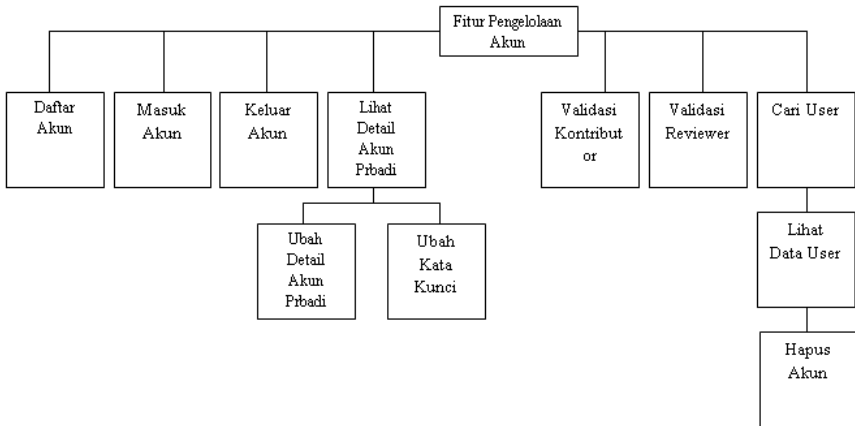 Fitur Pengelolaan
Akun
Daftar
Akun
Masuk
Akun
Keluar
Akun
Lihat
Detail
Akun
Prbadi
Validasi
Kontribut
or
Validasi
Reviewer
Cari User
Ubah
Detail
Akun
Prbadi
Ubah
Kata
Kunci
Lihat
Data User
Hapus
Akun